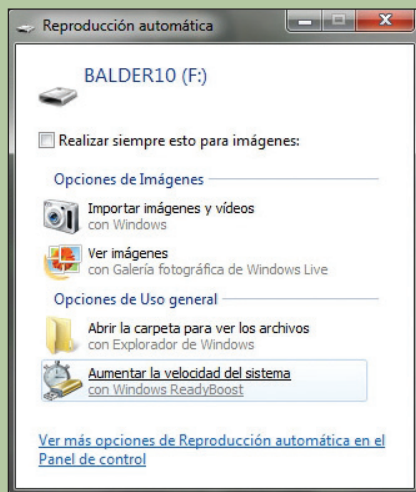 Reproducción automática
BALDER10 (F:)
Realizar siempre esto para imágenes:
Opciones de Imágenes
Importar imágenes y vídeos
con Windows
Ver imágenes
con Galería fotográfica de Windows Live
Opciones de Uso general
Abrir la carpeta para ver los archivos
con Explorador de Windows
Aumentar la velocidad del sistema
con Windows ReadyBoost
Ver más opciones de Reproducción automática en el
Panel de control